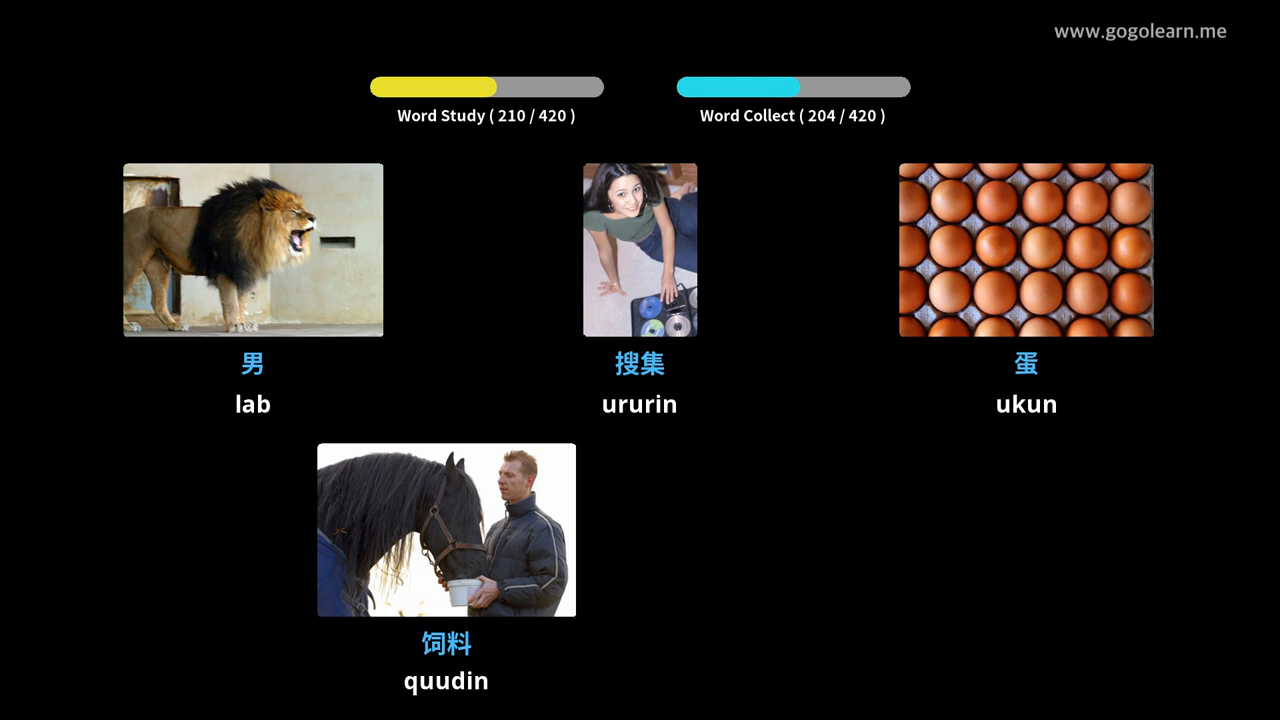 www.gogolearn.me
Word Study ( 210 / 420 )
Word Collect ( 204 / 420 )
男
lab
搜集
ururin
蛋
ukun
饲料
quudin